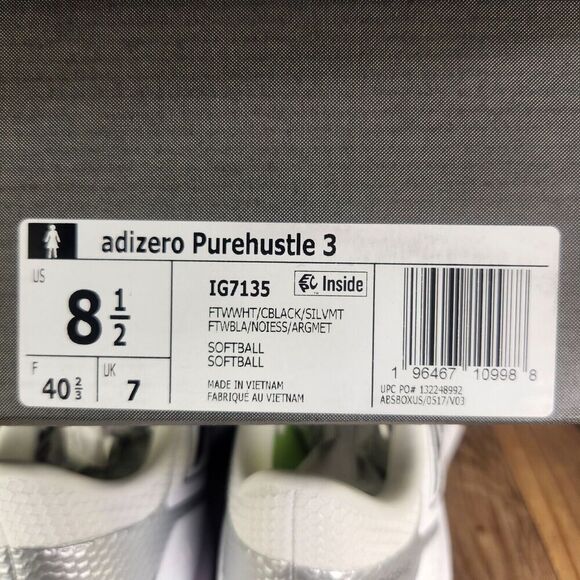 adizero Purehustle 3
US
8 1/2
F
40 2/3
UK
7
IG7135
Inside
FTWWHT/CBLACK/SILVMT
FTWBLA/NOIESS/ARGMET
SOFTBALL
SOFTBALL
MADE IN VIETNAM
FABRIQUE AU VIETNAM
1 96467 10998 8
UPC PO# 132248992
ABSBOXUS/0517/V03